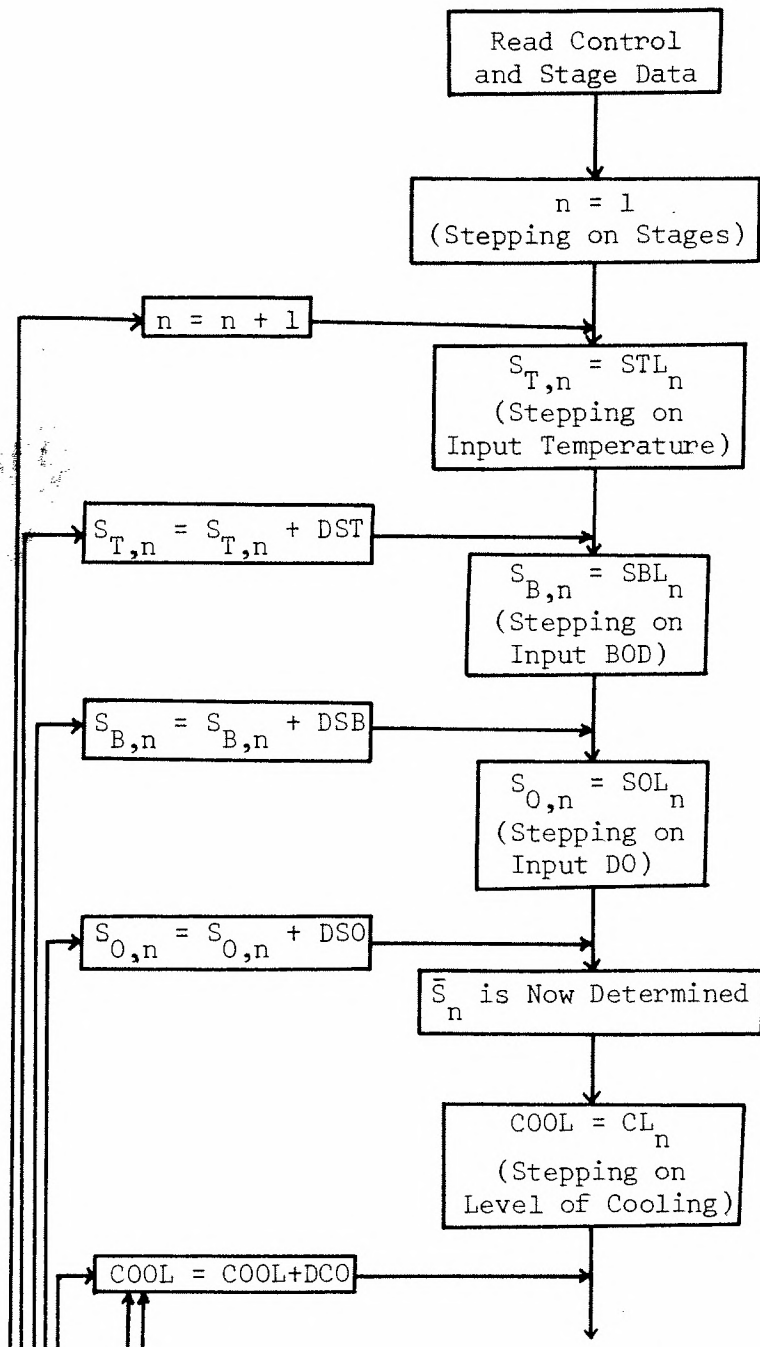 Read Control
and Stage Data
n = 1
(Stepping on Stages)
n = n + 1
S_T,n = STL_n
(Stepping on
Input Temperature)
S_T,n = S_T,n + DST
S_B,n = SBL_n
(Stepping on
Input BOD)
S_B,n = S_B,n + DSB
S_O,n = SOL_n
(Stepping on
Input DO)
S_O,n = S_O,n + DSO
S̄_n is Now Determined
COOL = CL_n
(Stepping on
Level of Cooling)
COOL = COOL+DCO